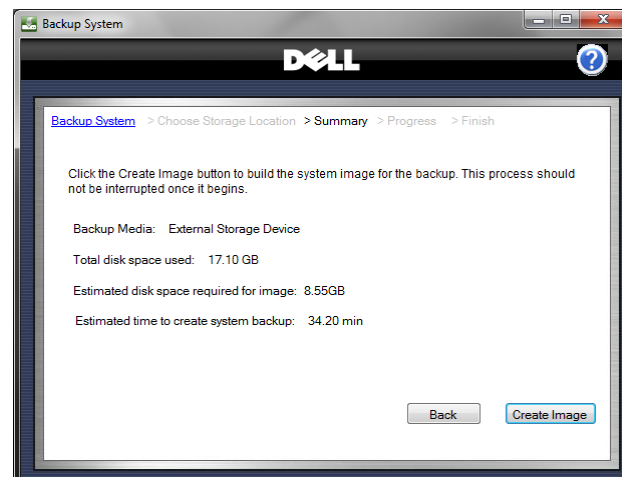 Backup System
DELL
?
Backup System > Choose Storage Location > Summary > Progress > Finish
Click the Create Image button to build the system image for the backup. This process should
not be interrupted once it begins.
Backup Media: External Storage Device
Total disk space used: 17.10 GB
Estimated disk space required for image: 8.55GB
Estimated time to create system backup: 34.20 min
Back Create Image